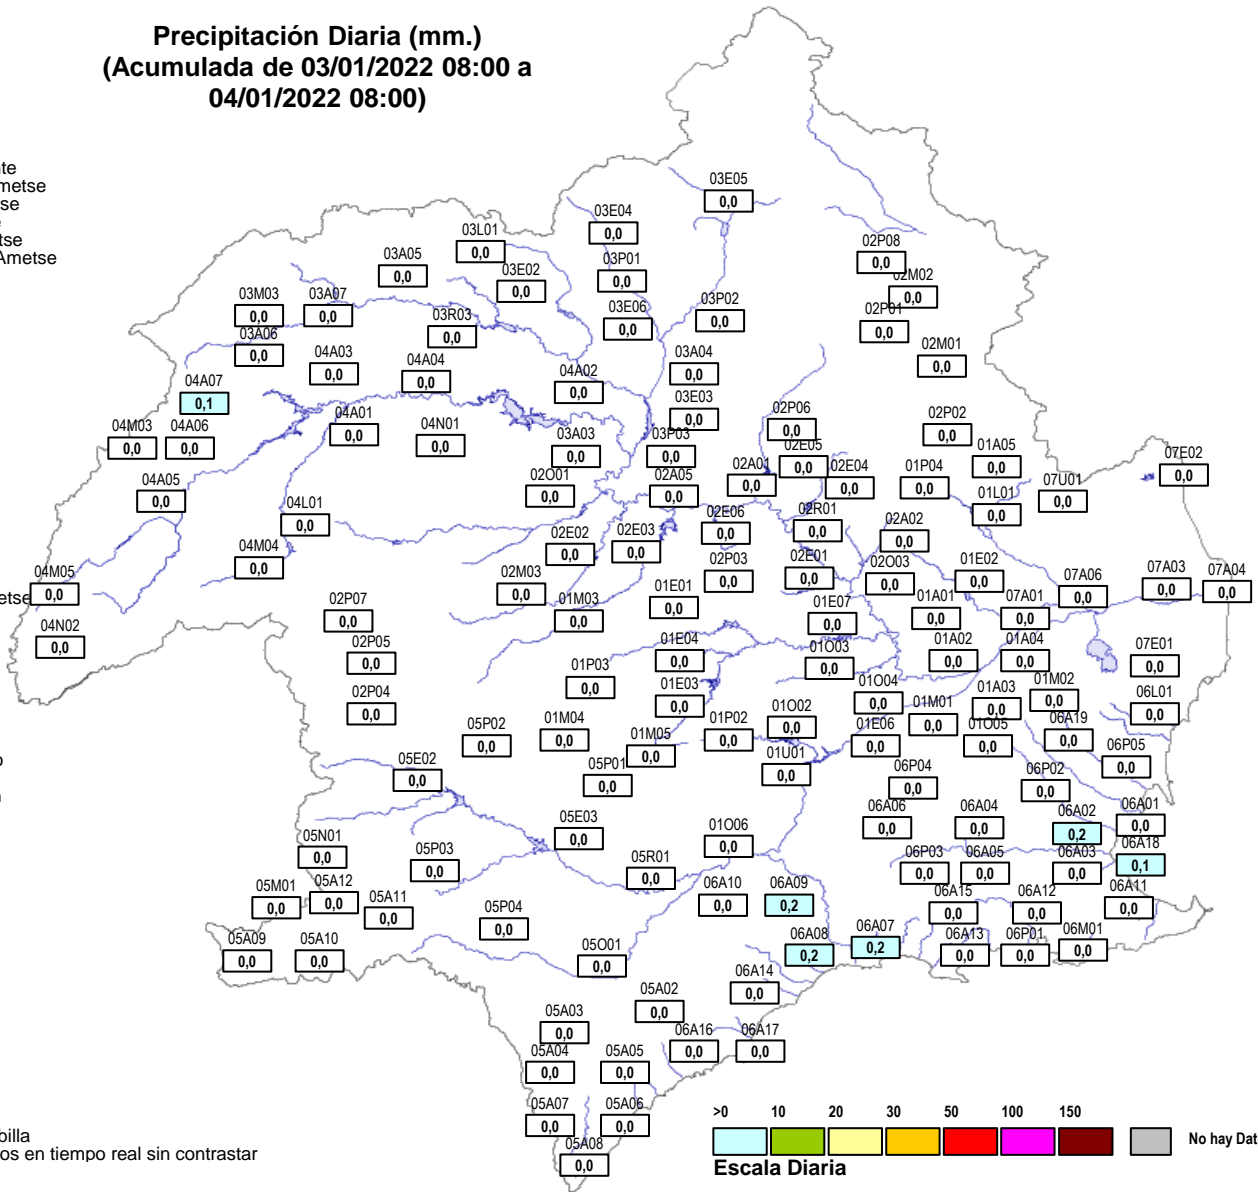 Precipitación Diaria (mm.)
(Acumulada de 03/01/2022 08:00 a
04/01/2022 08:00)
03E05
0,0
03E04
0,0
03L01
0,0
03A05
0,0
03P01
0,0
03E02
0,0
02P08
0,0
02M02
0,0
03M03
0,0
03A07
0,0
03R03
0,0
03E06
0,0
03P02
0,0
02P01
0,0
03A06
0,0
04A03
0,0
04A04
0,0
04A02
0,0
03A04
0,0
02M01
0,0
04A07
0,1
04A01
0,0
04N01
0,0
03E03
0,0
02P06
0,0
02P02
0,0
04M03
0,0
04A06
0,0
03A03
0,0
03P03
0,0
02E05
0,0
01A05
0,0
07E02
0,0
04A05
0,0
02O01
0,0
02A05
0,0
02A01
0,0
02E04
0,0
01P04
0,0
07U01
0,0
04L01
0,0
01L01
0,0
02E06
0,0
02R01
0,0
02A02
0,0
02E02
0,0
02E03
0,0
04M04
0,0
04M05
0,0
02M03
0,0
02P03
0,0
02E01
0,0
02O03
0,0
01E02
0,0
07A06
0,0
07A03
0,0
07A04
0,0
04N02
0,0
02P07
0,0
01M03
0,0
01E01
0,0
01E07
0,0
01A01
0,0
07A01
0,0
02P05
0,0
01E04
0,0
01O03
0,0
01A02
0,0
01A04
0,0
07E01
0,0
01P03
0,0
01E03
0,0
01O04
0,0
01A03
0,0
01M02
0,0
06L01
0,0
02P04
0,0
05P02
0,0
01M04
0,0
01M05
0,0
01P02
0,0
01O02
0,0
01E06
0,0
01M01
0,0
01O05
0,0
06A19
0,0
06P05
0,0
05E02
0,0
05P01
0,0
01U01
0,0
06P04
0,0
06P02
0,0
05E03
0,0
01O06
0,0
06A06
0,0
06A04
0,0
06A02
0,2
06A01
0,0
05N01
0,0
05P03
0,0
05R01
0,0
06P03
0,0
06A05
0,0
06A03
0,0
06A18
0,1
05M01
0,0
05A12
0,0
05A11
0,0
06A10
0,0
06A09
0,2
06A15
0,0
06A12
0,0
06A11
0,0
05P04
0,0
05A09
0,0
05A10
0,0
05O01
0,0
06A08
0,2
06A07
0,2
06A13
0,0
06P01
0,0
06M01
0,0
06A14
0,0
05A02
0,0
05A03
0,0
06A16
0,0
06A17
0,0
05A04
0,0
05A05
0,0
05A07
0,0
05A06
0,0
05A08
0,0
>0 10 20 30 50 100 150
No hay Dat
Escala Diaria
os en tiempo real sin contrastar